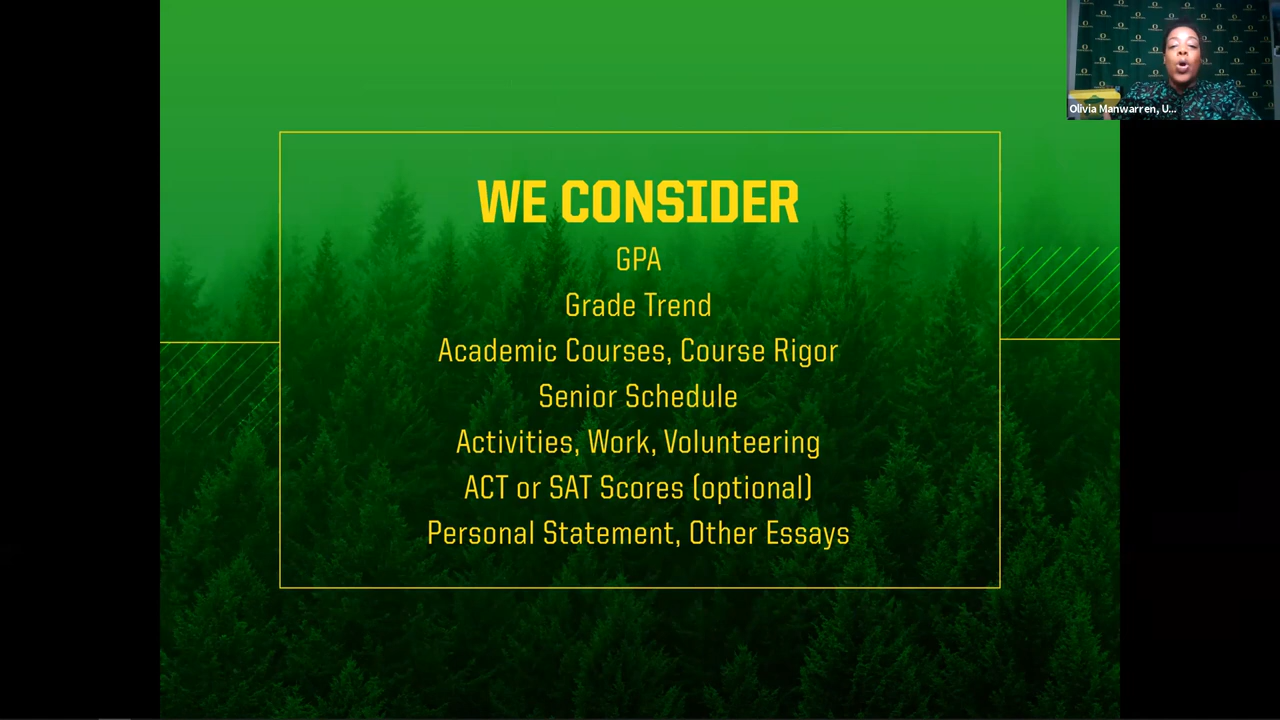 WE CONSIDER
GPA
Grade Trend
Academic Courses, Course Rigor
Senior Schedule
Activities, Work, Volunteering
ACT or SAT Scores (optional)
Personal Statement, Other Essays
Olivia Manwarren, U...